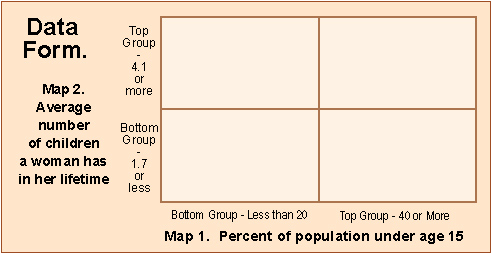 Data
Form.
Map 2.
Average
number
of children
a woman has
in her lifetime
Top
Group
-
4.1
or
more
Bottom
Group
-
1.7
or
less
Bottom Group - Less than 20
Top Group - 40 or More
Map 1. Percent of population under age 15